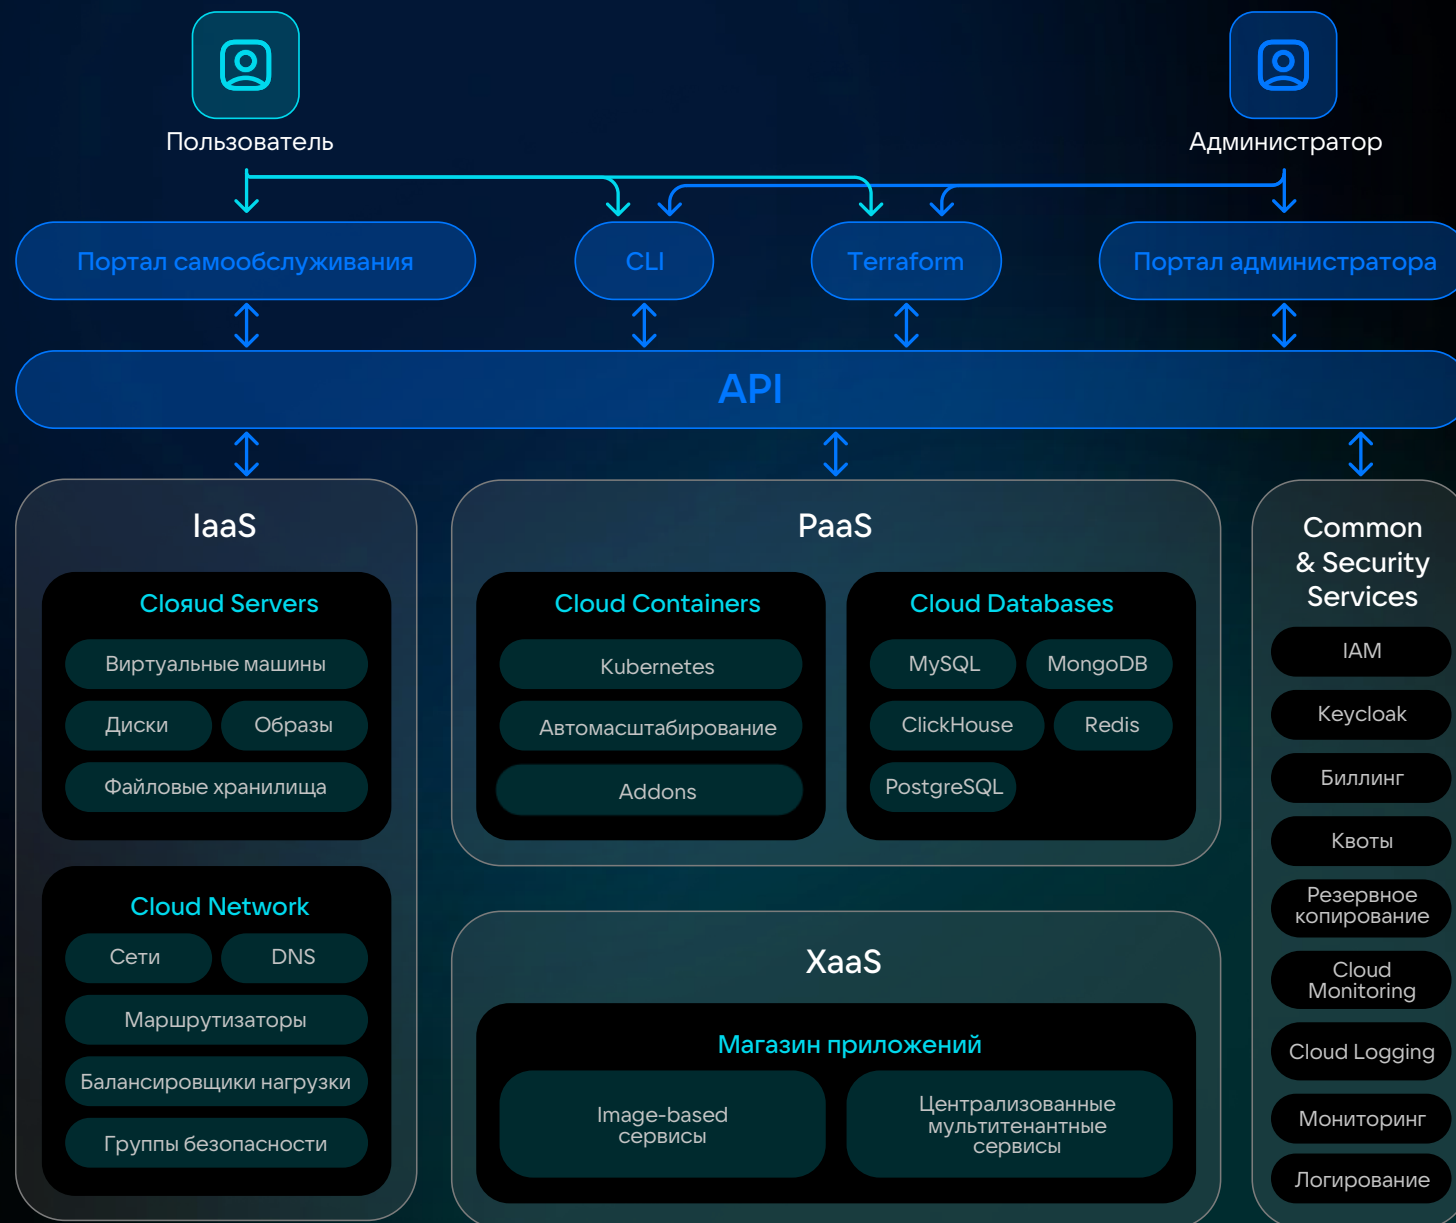 Пользователь
Администратор
Портал самообслуживания
CLI
Terraform
Портал администратора
API
IaaS
Cloяud Servers
Виртуальные машины
Диски
Образы
Файловые хранилища
Cloud Network
Сети
DNS
Маршрутизаторы
Балансировщики нагрузки
Группы безопасности
PaaS
Cloud Containers
Kubernetes
Автомасштабирование
Addons
Cloud Databases
MySQL
MongoDB
ClickHouse
Redis
PostgreSQL
XaaS
Магазин приложений
Image-based
сервисы
Централизованные
мультитенантные
сервисы
Common
& Security
Services
IAM
Keycloak
Биллинг
Квоты
Резервное
копирование
Cloud
Monitoring
Cloud Logging
Мониторинг
Логирование